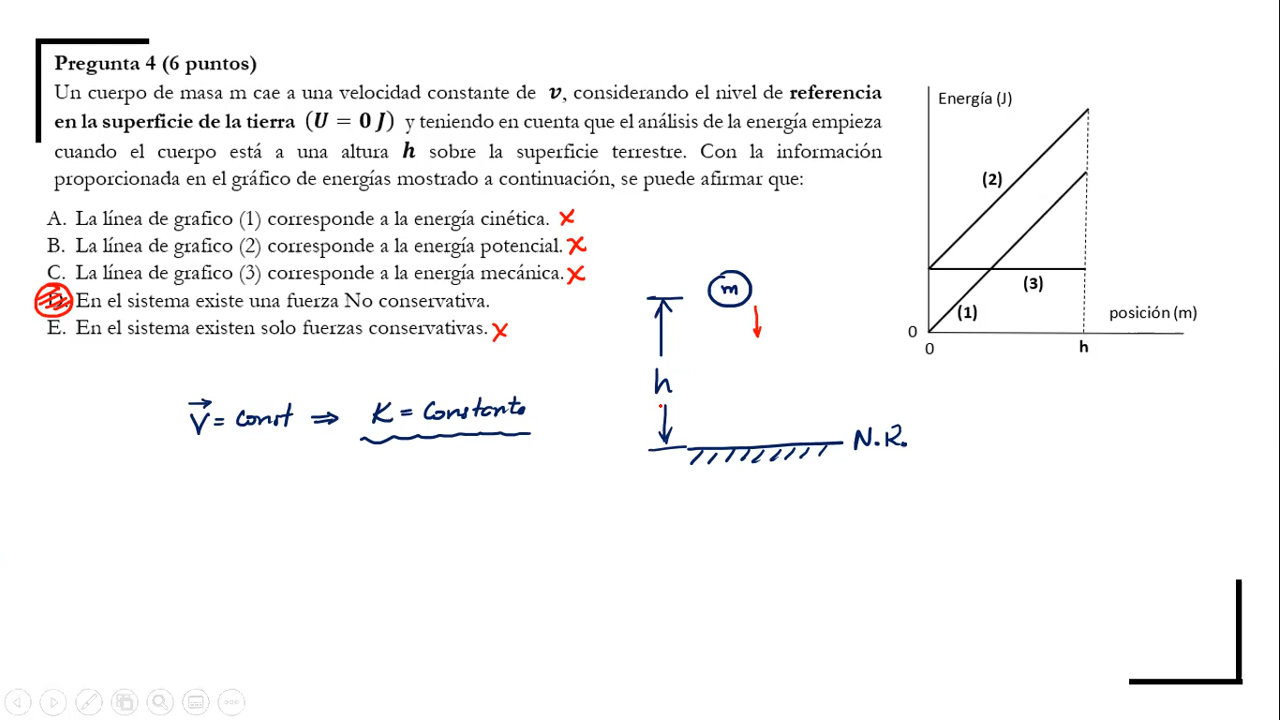 Pregunta 4 (6 puntos)
Un cuerpo de masa m cae a una velocidad constante de v, considerando el nivel de referencia
en la superficie de la tierra (U = 0 J) y teniendo en cuenta que el análisis de la energía empieza
cuando el cuerpo está a una altura h sobre la superficie terrestre. Con la información
proporcionada en el gráfico de energías mostrado a continuación, se puede afirmar que:
A. La línea de grafico (1) corresponde a la energía cinética. x
B. La línea de grafico (2) corresponde a la energía potencial. x
C. La línea de grafico (3) corresponde a la energía mecánica. x
En el sistema existe una fuerza No conservativa.
E. En el sistema existen solo fuerzas conservativas. x
Energía (J)
(2)
(3)
(1)
posición (m)
0
0
h
m
h
N.R.
V⃗ = const ⇒ K = Constante